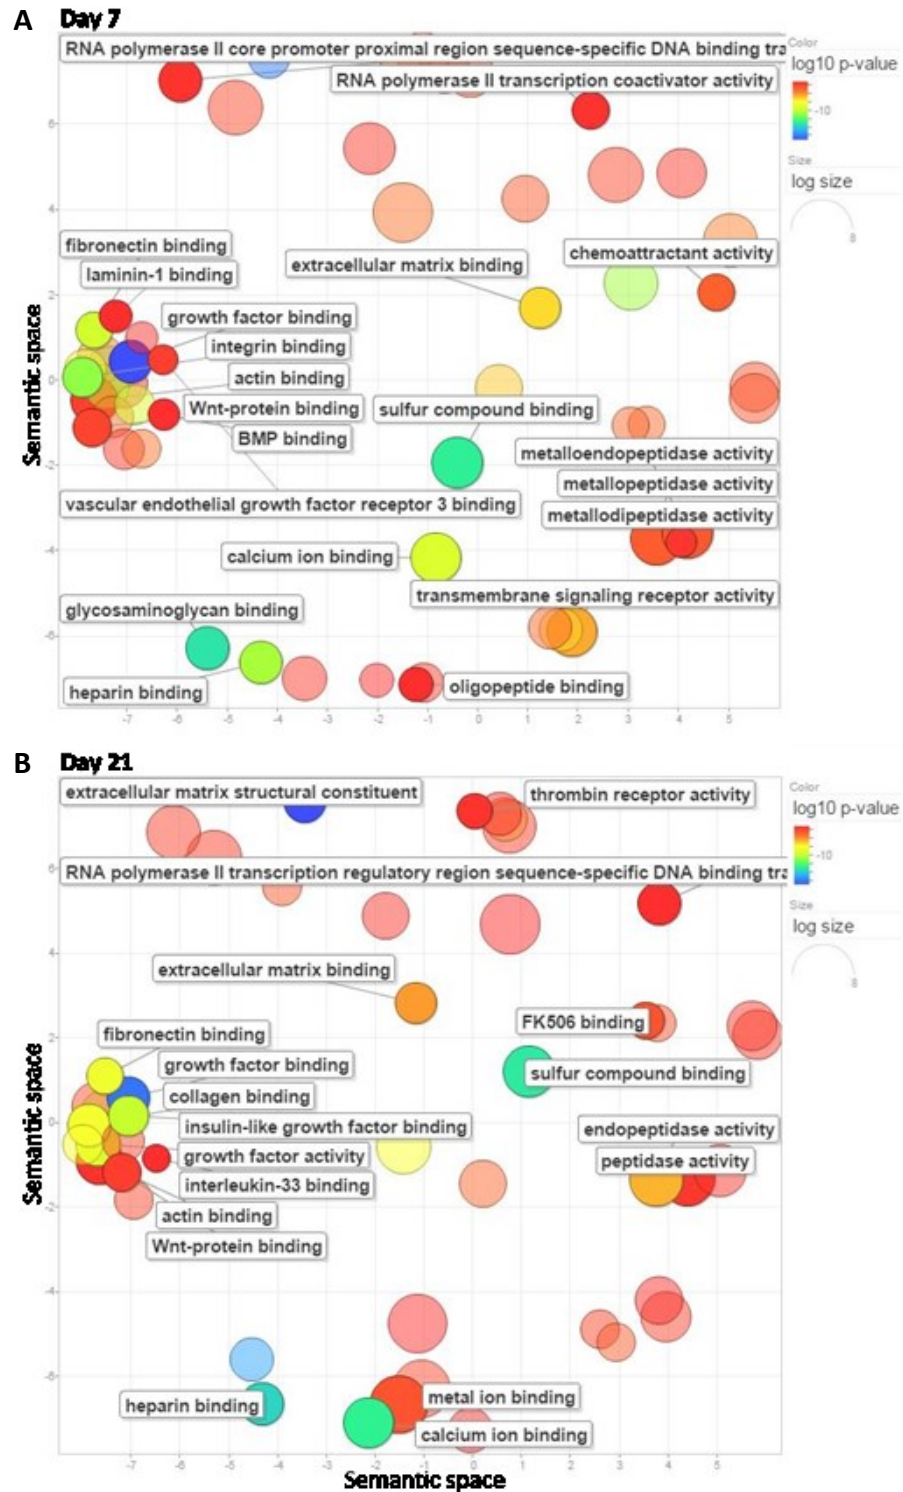 A Day 7
RNA polymerase II core promoter proximal region sequence-specific DNA binding tra
RNA polymerase II transcription coactivator activity
Color
log10 p-value
-10
Size
log size
8
fibronectin binding
laminin-1 binding
extracellular matrix binding
chemoattractant activity
growth factor binding
integrin binding
actin binding
Wnt-protein binding
sulfur compound binding
BMP binding
metalloendopeptidase activity
metallopeptidase activity
vascular endothelial growth factor receptor 3 binding
metallodipeptidase activity
calcium ion binding
transmembrane signaling receptor activity
glycosaminoglycan binding
heparin binding
oligopeptide binding
Semantic space
6
4
2
0
-2
-4
-6
-7 -6 -5 -4 -3 -2 -1 0 1 2 3 4 5
B Day 21
extracellular matrix structural constituent
thrombin receptor activity
RNA polymerase II transcription regulatory region sequence-specific DNA binding tra
Color
log10 p-value
-10
Size
log size
8
extracellular matrix binding
FK506 binding
fibronectin binding
growth factor binding
sulfur compound binding
collagen binding
insulin-like growth factor binding
endopeptidase activity
growth factor activity
peptidase activity
interleukin-33 binding
actin binding
Wnt-protein binding
heparin binding
metal ion binding
calcium ion binding
Semantic space
6
4
2
0
-2
-4
-6
-7 -6 -5 -4 -3 -2 -1 0 1 2 3 4 5
Semantic space